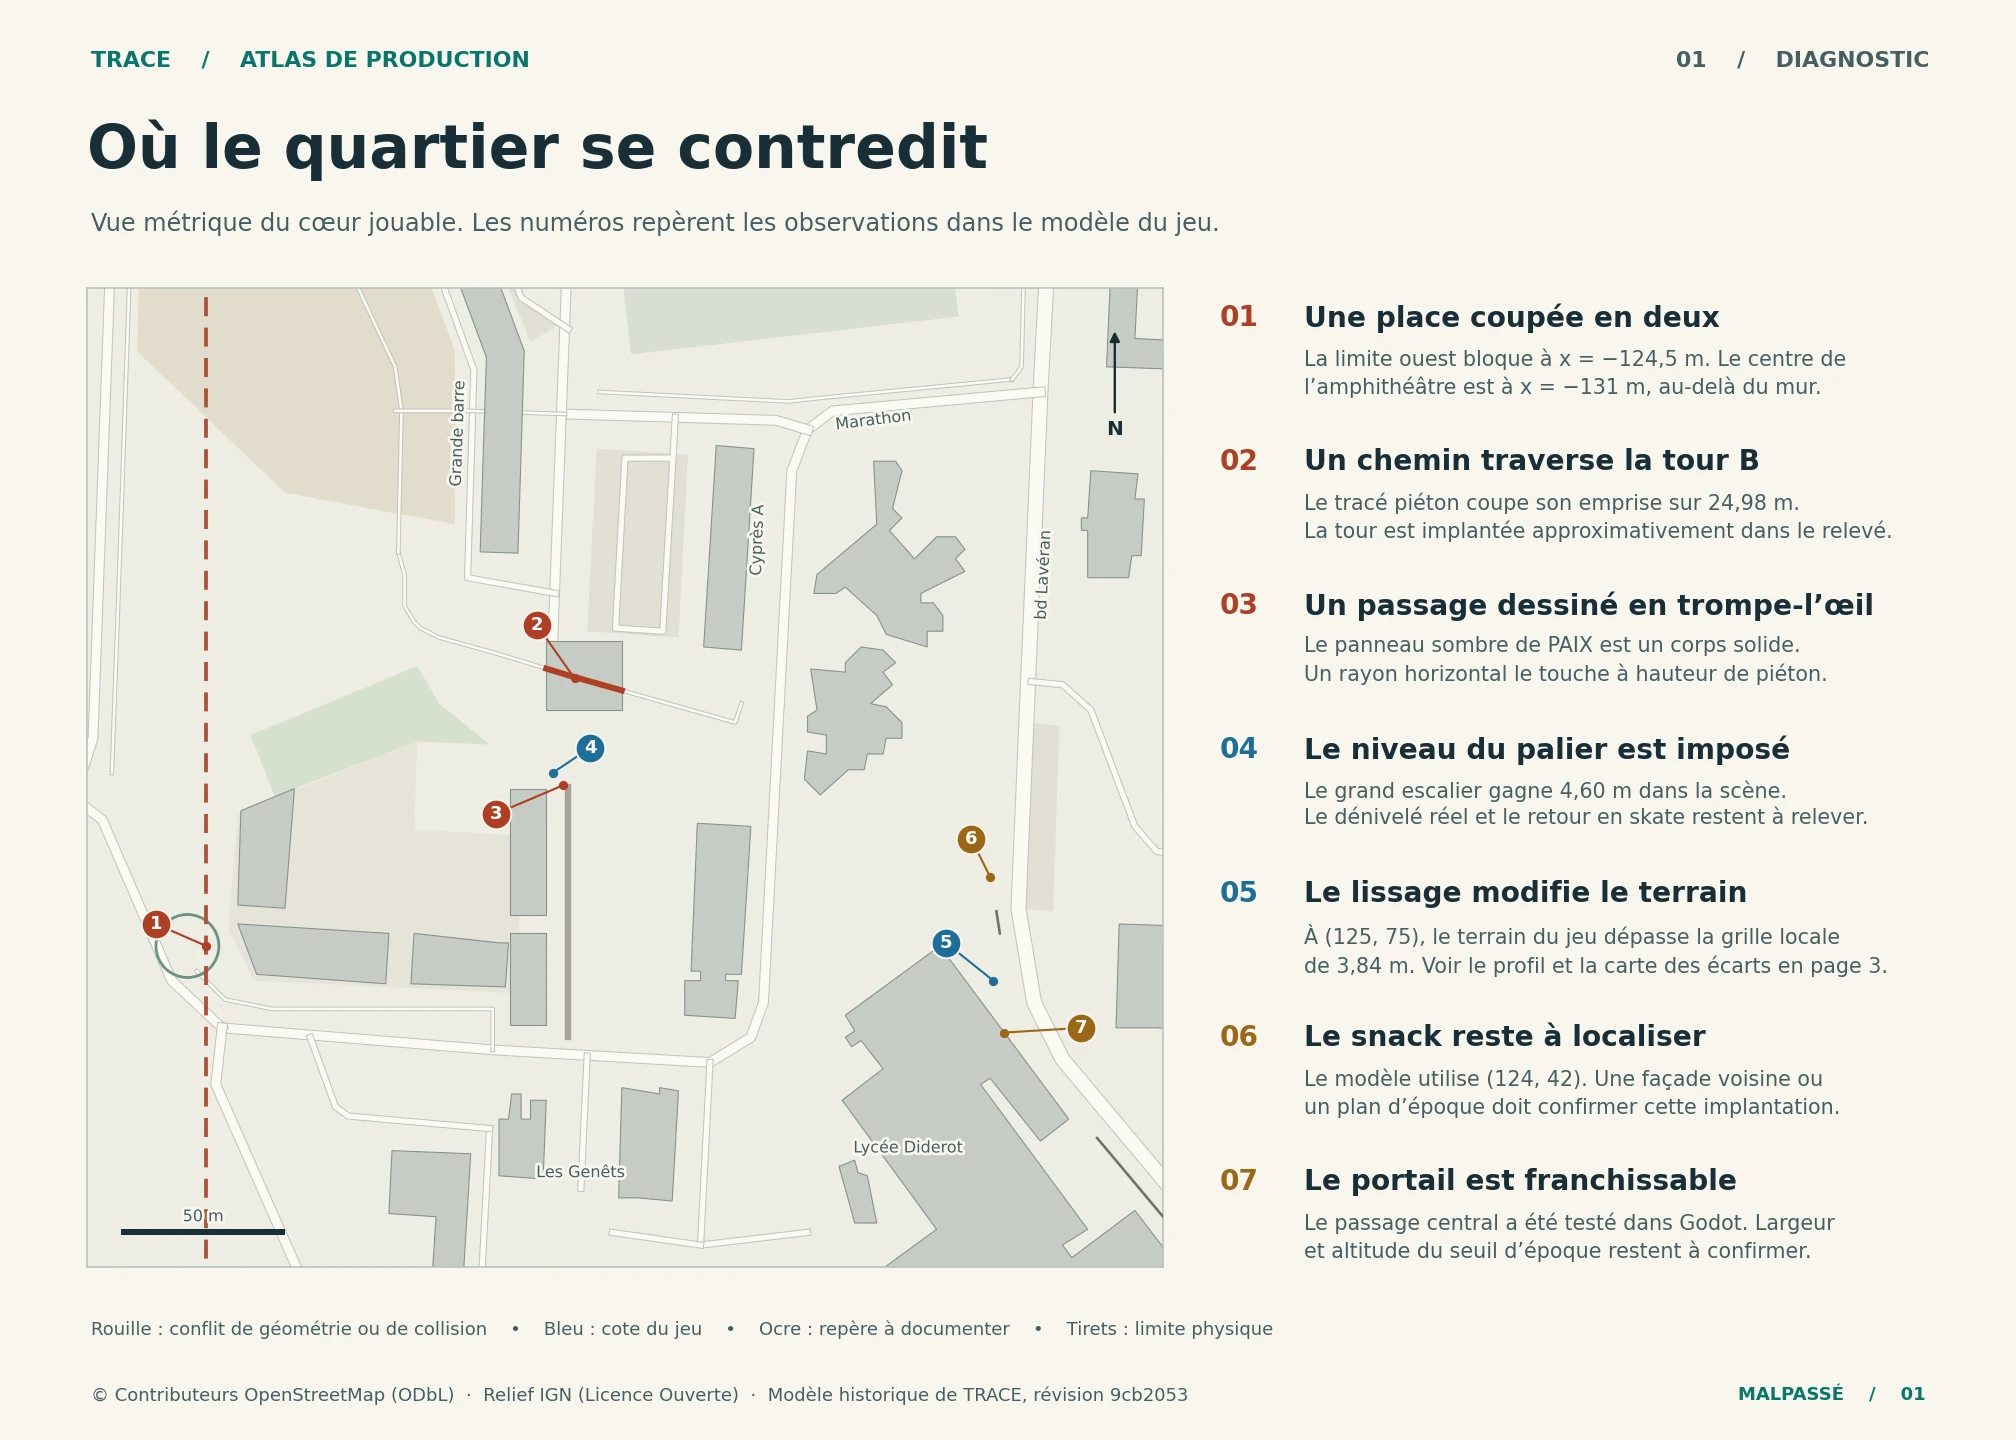 TRACE / ATLAS DE PRODUCTION
01 / DIAGNOSTIC
Où le quartier se contredit
Vue métrique du cœur jouable. Les numéros repèrent les observations dans le modèle du jeu.
Grande barre
Marathon
N
Cyprès A
bd Lavéran
2
4
3
6
1
5
7
Lycée Diderot
Les Genêts
50 m
01 Une place coupée en deux
La limite ouest bloque à x = −124,5 m. Le centre de
l’amphithéâtre est à x = −131 m, au-delà du mur.
02 Un chemin traverse la tour B
Le tracé piéton coupe son emprise sur 24,98 m.
La tour est implantée approximativement dans le relevé.
03 Un passage dessiné en trompe-l’œil
Le panneau sombre de PAIX est un corps solide.
Un rayon horizontal le touche à hauteur de piéton.
04 Le niveau du palier est imposé
Le grand escalier gagne 4,60 m dans la scène.
Le dénivelé réel et le retour en skate restent à relever.
05 Le lissage modifie le terrain
À (125, 75), le terrain du jeu dépasse la grille locale
de 3,84 m. Voir le profil et la carte des écarts en page 3.
06 Le snack reste à localiser
Le modèle utilise (124, 42). Une façade voisine ou
un plan d’époque doit confirmer cette implantation.
07 Le portail est franchissable
Le passage central a été testé dans Godot. Largeur
et altitude du seuil d’époque restent à confirmer.
Rouille : conflit de géométrie ou de collision • Bleu : cote du jeu • Ocre : repère à documenter • Tirets : limite physique
© Contributeurs OpenStreetMap (ODbL) · Relief IGN (Licence Ouverte) · Modèle historique de TRACE, révision 9cb2053
MALPASSÉ / 01